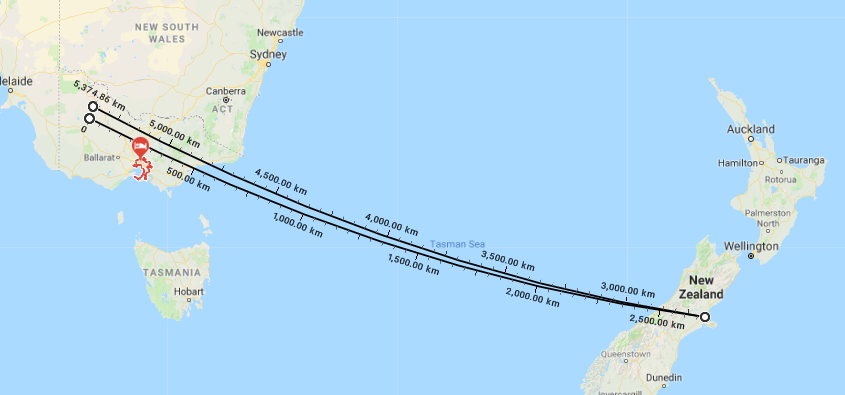 NEW SOUTH
WALES
Newcastle
Sydney
elaide
Canberra
ACT
5,374.86 km
0
5,000.00 km
Ballarat
500.00 km
4,500.00 km
1,000.00 km
4,000.00 km
Tasman Sea
3,500.00 km
1,500.00 km
2,000.00 km
3,000.00 km
2,500.00 km
TASMANIA
Hobart
Auckland
Hamilton
Tauranga
Rotorua
Palmerston
North
Wellington
New
Zealand
Queenstown
Dunedin
Invercargill